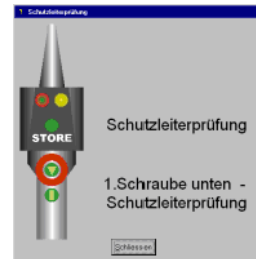 1. Schutzleiterprüfung
STORE
Schutzleiterprüfung
1.Schraube unten -
Schutzleiterprüfung
Schliessen